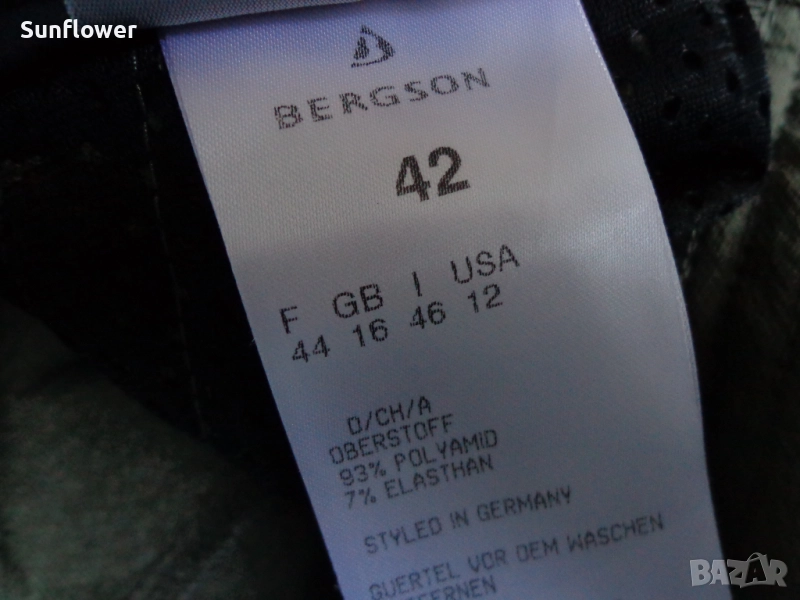 Sunflower
BERGSON
42
F GB I USA
44 16 46 12
D/CH/A
OBERSTOFF
93% POLYAMID
7% ELASTHAN
STYLED IN GERMANY
GUERTEL VOR DEM WASCHEN
BAZAR